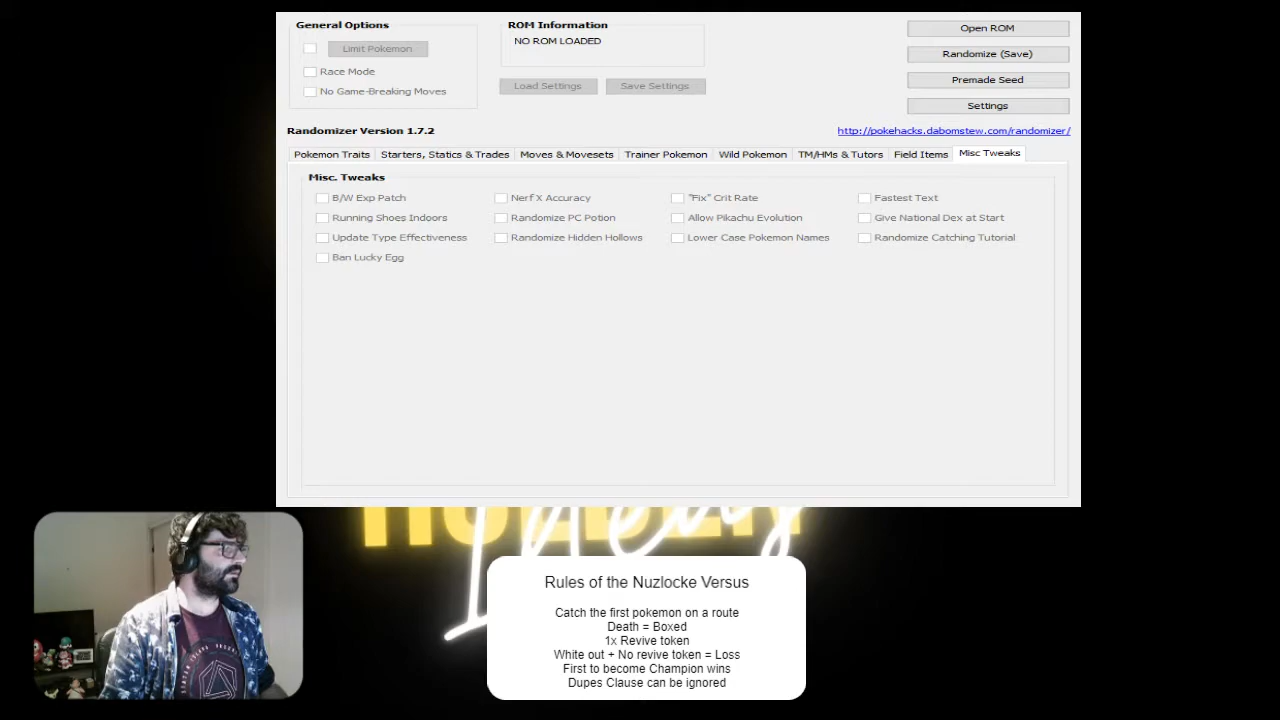 General Options
ROM Information
Open ROM
NO ROM LOADED
Limit Pokemon
Randomize (Save)
Race Mode
Premade Seed
No Game-Breaking Moves
Load Settings
Save Settings
Settings
Randomizer Version 1.7.2
http://pokehacks.dabomstew.com/randomizer/
Pokemon Traits
Starters, Statics & Trades
Moves & Movesets
Trainer Pokemon
Wild Pokemon
TM/HMs & Tutors
Field Items
Misc Tweaks
Misc. Tweaks
B/W Exp Patch
Nerf X Accuracy
"Fix" Crit Rate
Fastest Text
Running Shoes Indoors
Randomize PC Potion
Allow Pikachu Evolution
Give National Dex at Start
Update Type Effectiveness
Randomize Hidden Hollows
Lower Case Pokemon Names
Randomize Catching Tutorial
Ban Lucky Egg
Rules of the Nuzlocke Versus
Catch the first pokemon on a route
Death = Boxed
1x Revive token
White out + No revive token = Loss
First to become Champion wins
Dupes Clause can be ignored